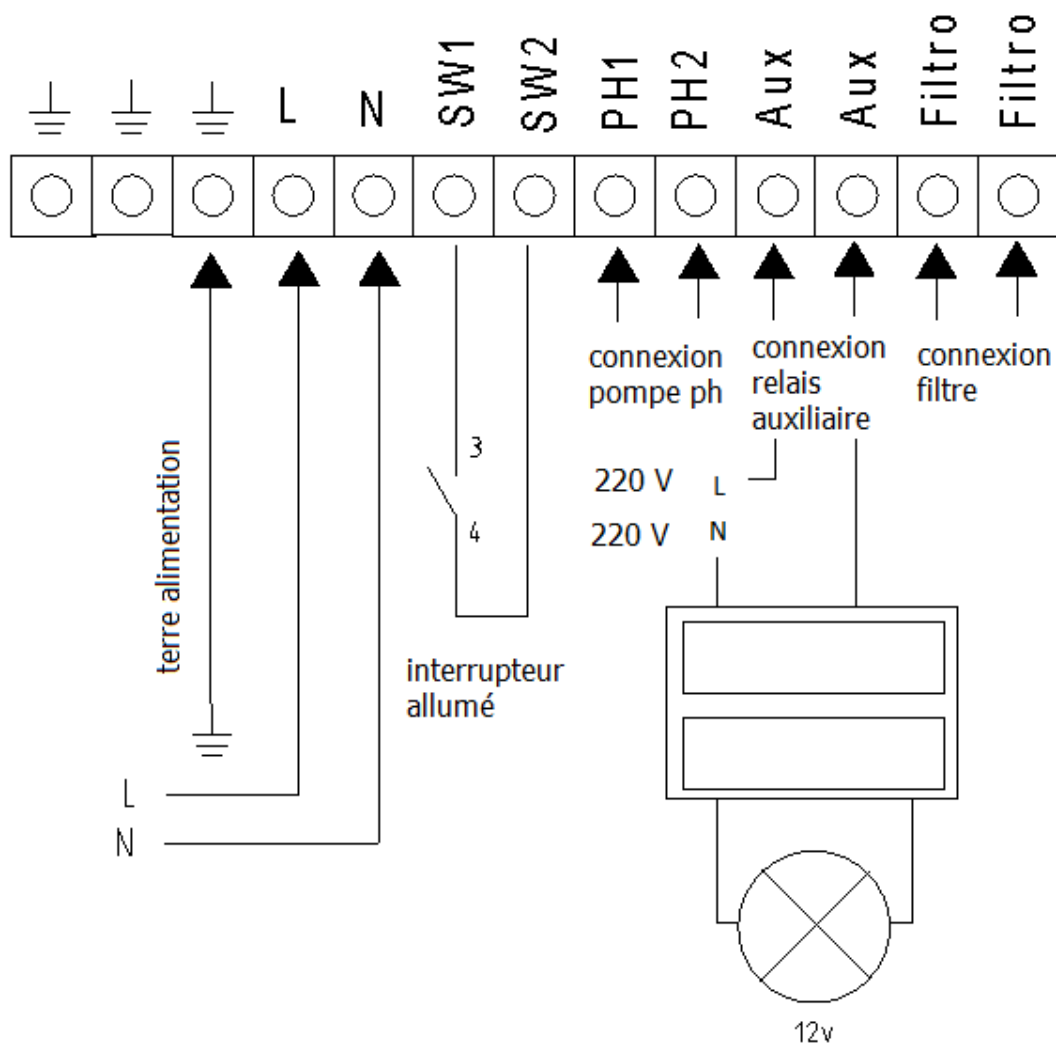 L
N
SW1
SW2
PH1
PH2
Aux
Aux
Filtro
Filtro
connexion
pompe ph
connexion
relais
auxiliaire
connexion
filtre
terre alimentation
3
4
220 V L
220 V N
interrupteur
allumé
L
N
12v